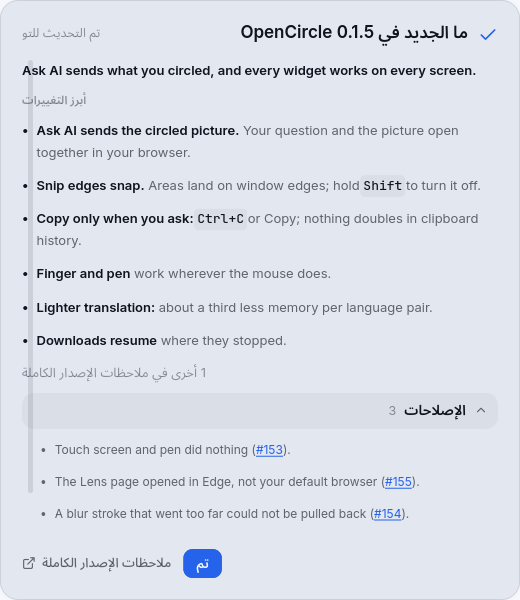 ما الجديد في OpenCircle 0.1.5
تم التحديث للتو
Ask AI sends what you circled, and every widget works on every screen.
أبرز التغييرات
• Ask AI sends the circled picture. Your question and the picture open
together in your browser.
• Snip edges snap. Areas land on window edges; hold Shift to turn it off.
• Copy only when you ask: Ctrl+C or Copy; nothing doubles in clipboard
history.
• Finger and pen work wherever the mouse does.
• Lighter translation: about a third less memory per language pair.
• Downloads resume where they stopped.
1 أخرى في ملاحظات الإصدار الكاملة
الإصلاحات 3
• Touch screen and pen did nothing (#153).
• The Lens page opened in Edge, not your default browser (#155).
• A blur stroke that went too far could not be pulled back (#154).
تم
ملاحظات الإصدار الكاملة